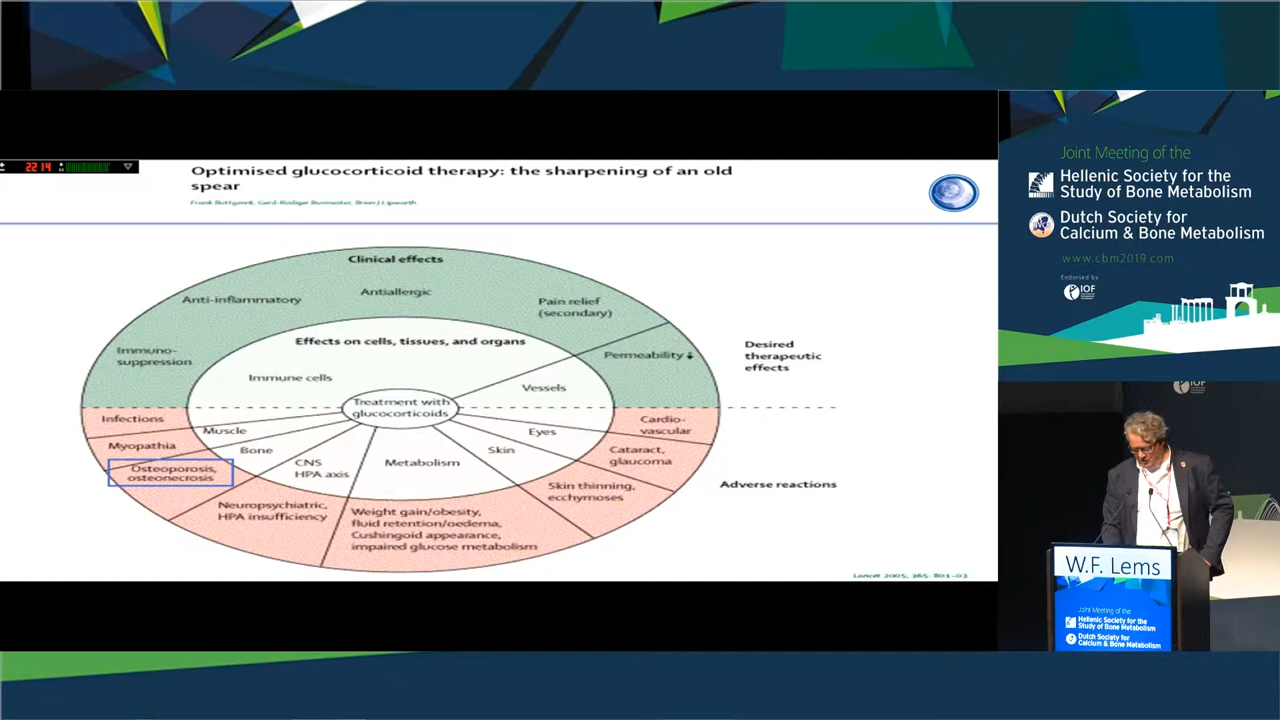 22 14
Optimised glucocorticoid therapy: the sharpening of an old
spear
Frank Buttgereit, Gerd-Rüdiger Burmester, Brian J Lipworth
Clinical effects
Anti-inflammatory
Antiallergic
Pain relief
(secondary)
Immuno-
suppression
Effects on cells, tissues, and organs
Permeability ↓
Immune cells
Vessels
Desired
therapeutic
effects
Treatment with
glucocorticoids
Infections
Muscle
Eyes
Cardio-
vascular
Myopathia
Bone
Skin
Cataract,
glaucoma
Osteoporosis,
osteonecrosis
CNS
HPA axis
Metabolism
Skin thinning,
ecchymoses
Adverse reactions
Neuropsychiatric,
HPA insufficiency
Weight gain/obesity,
fluid retention/oedema,
Cushingoid appearance,
impaired glucose metabolism
Lancet 2005; 365: 801-03
Joint Meeting of the
Hellenic Society for the
Study of Bone Metabolism
Dutch Society for
Calcium & Bone Metabolism
www.cbm2019.com
Endorsed by
IOF
IOF
W.F. Lems
Joint Meeting of the
Hellenic Society for the
Study of Bone Metabolism
Dutch Society for
Calcium & Bone Metabolism